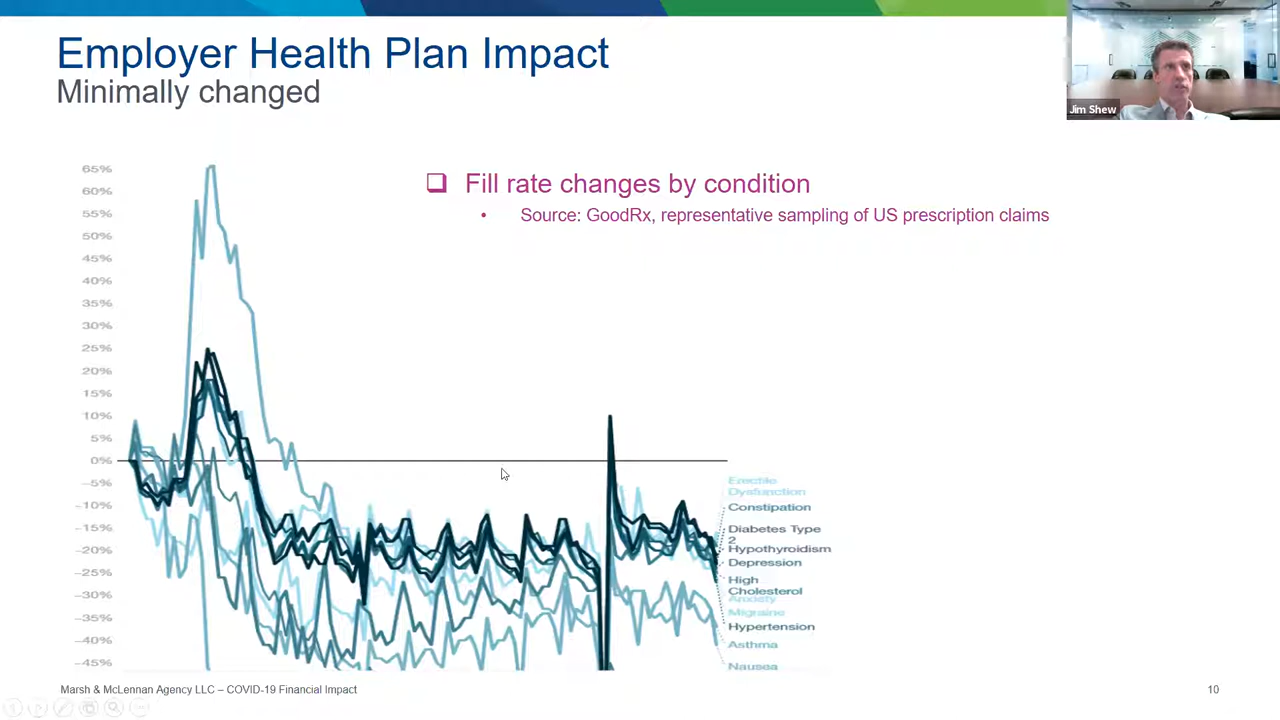 Employer Health Plan Impact
Minimally changed
Jim Shew
❑ Fill rate changes by condition
• Source: GoodRx, representative sampling of US prescription claims
65%
60%
55%
50%
45%
40%
35%
30%
25%
20%
15%
10%
5%
0%
−5%
−10%
−15%
−20%
−25%
−30%
−35%
−40%
−45%
Erectile
Dysfunction
Constipation
Diabetes Type
2
Hypothyroidism
Depression
High
Cholesterol
Anxiety
Migraine
Hypertension
Asthma
Nausea
Marsh & McLennan Agency LLC – COVID-19 Financial Impact
10